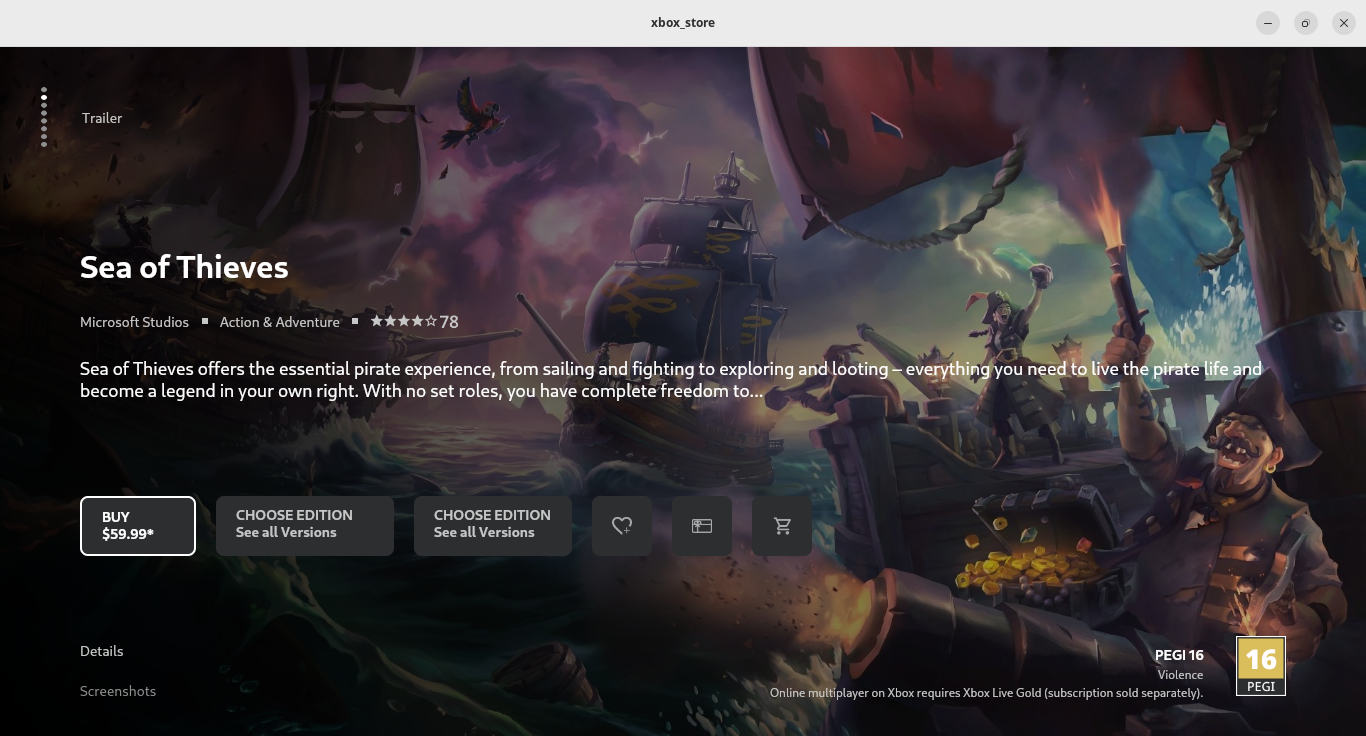 xbox_store
Trailer
Sea of Thieves
Microsoft Studios
Action & Adventure
78
Sea of Thieves offers the essential pirate experience, from sailing and fighting to exploring and looting – everything you need to live the pirate life and
become a legend in your own right. With no set roles, you have complete freedom to...
BUY
$59.99*
CHOOSE EDITION
See all Versions
CHOOSE EDITION
See all Versions
Details
Screenshots
PEGI 16
Violence
Online multiplayer on Xbox requires Xbox Live Gold (subscription sold separately).
16
PEGI